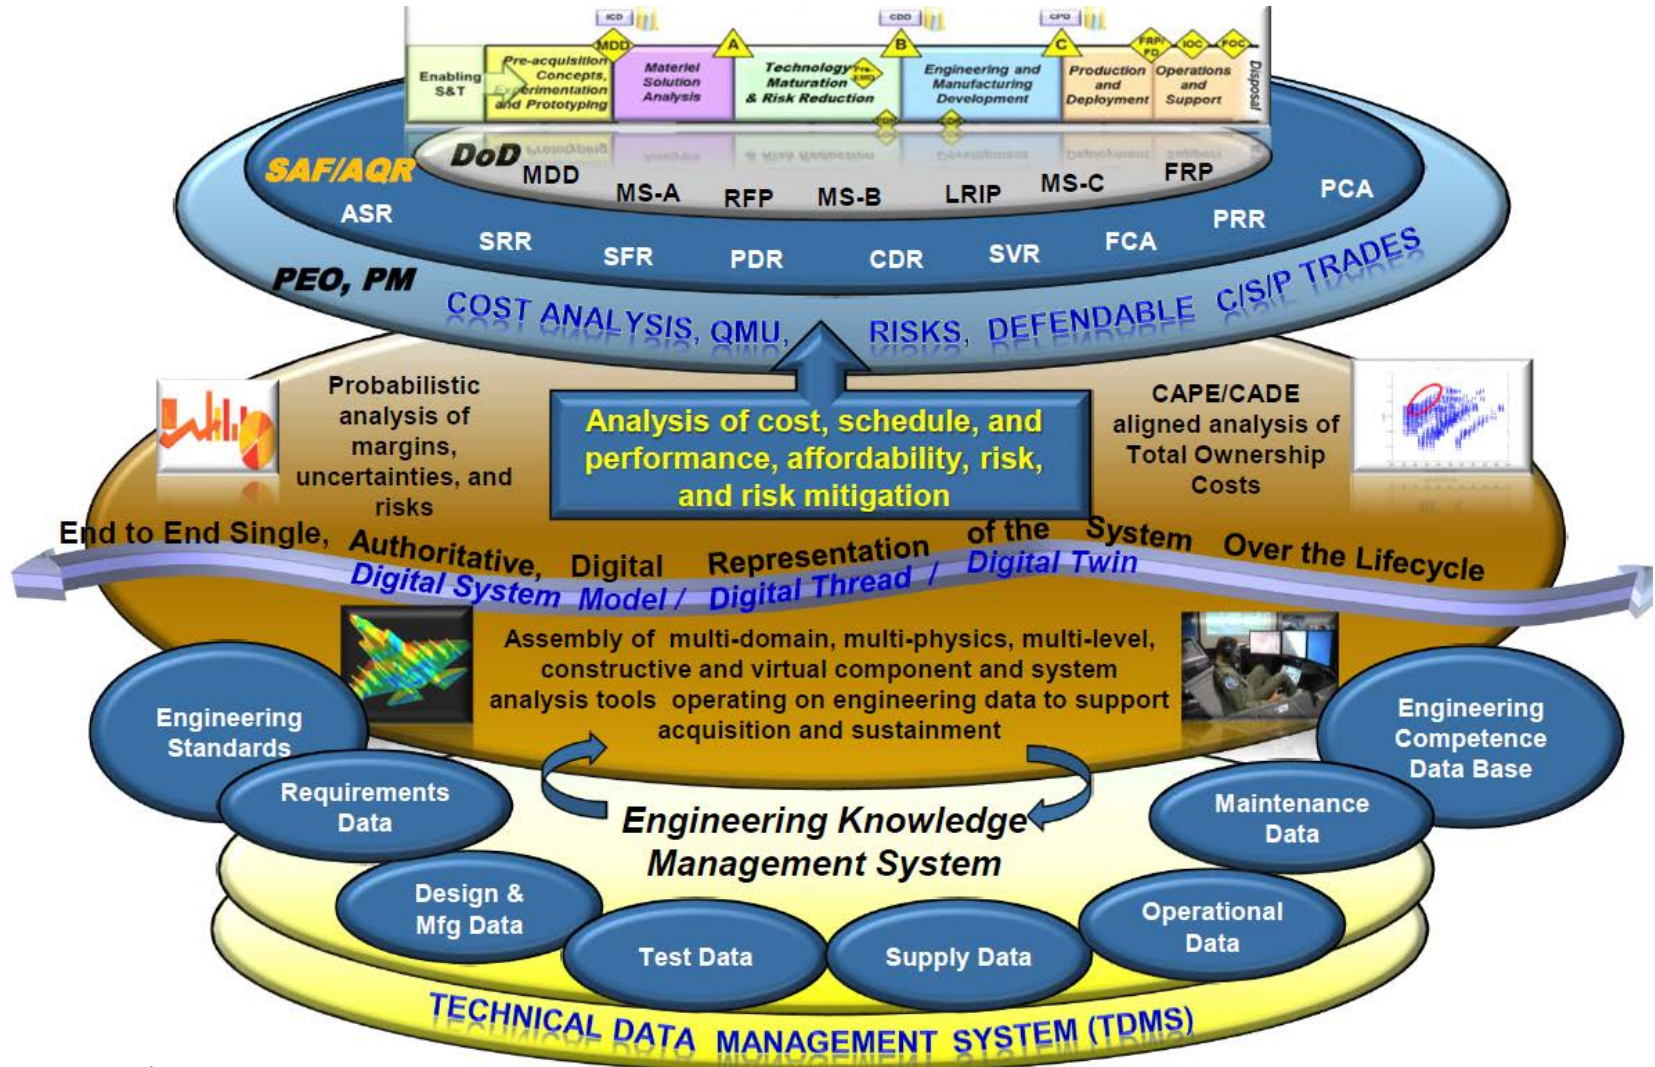 ICD
CDD
CPD
MDD
A
B
C
FRP/
FD
IOC
FOC
Enabling
S&T
Pre-acquisition
Concepts,
Experimentation
and Prototyping
Materiel
Solution
Analysis
Technology
Maturation
& Risk Reduction
Pre-
EMD
Engineering and
Manufacturing
Development
Production
and
Deployment
Operations
and
Support
Disposal
SAF/AQR
DoD
MDD
MS-A
RFP
MS-B
LRIP
MS-C
FRP
ASR
SRR
SFR
PDR
CDR
SVR
FCA
PRR
PCA
PEO, PM
COST ANALYSIS, QMU, RISKS, DEFENDABLE C/S/P TRADES
Probabilistic
analysis of
margins,
uncertainties, and
risks
Analysis of cost, schedule, and
performance, affordability, risk,
and risk mitigation
CAPE/CADE
aligned analysis of
Total Ownership
Costs
End to End Single, Authoritative, Digital Representation of the System Over the Lifecycle
Digital System Model / Digital Thread / Digital Twin
Assembly of multi-domain, multi-physics, multi-level,
constructive and virtual component and system
analysis tools operating on engineering data to support
acquisition and sustainment
Engineering
Standards
Requirements
Data
Design &
Mfg Data
Test Data
Supply Data
Operational
Data
Maintenance
Data
Engineering
Competence
Data Base
Engineering Knowledge
Management System
TECHNICAL DATA MANAGEMENT SYSTEM (TDMS)